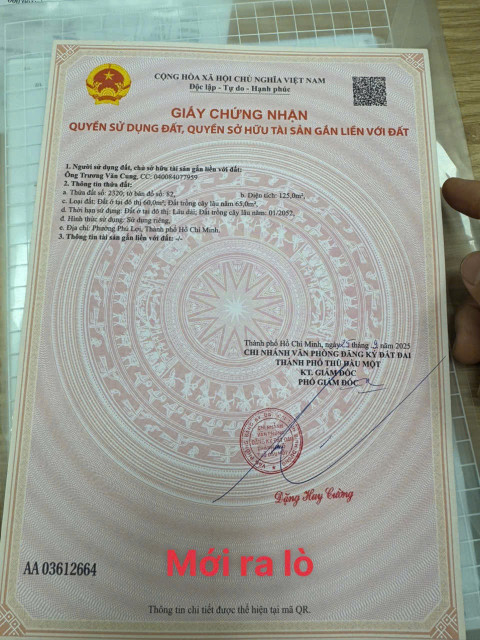 CỘNG HÒA XÃ HỘI CHỦ NGHĨA VIỆT NAM
Độc lập - Tự do - Hạnh phúc
GIẤY CHỨNG NHẬN
QUYỀN SỬ DỤNG ĐẤT, QUYỀN SỞ HỮU TÀI SẢN GẮN LIỀN VỚI ĐẤT
1. Người sử dụng đất, chủ sở hữu tài sản gắn liền với đất:
Ông Trương Văn Cung, CC: 040084077959
2. Thông tin thửa đất:
a. Thửa đất số: 2520; tờ bản đồ số: 52, b. Diện tích: 125,0m²,
c. Loại đất: Đất ở tại đô thị 60,0m²; Đất trồng cây lâu năm 65,0m².
d. Thời hạn sử dụng: Đất ở tại đô thị: Lâu dài; Đất trồng cây lâu năm: 01/2052,
đ. Hình thức sử dụng: Sử dụng riêng,
e. Địa chỉ: Phường Phú Lợi, Thành phố Hồ Chí Minh.
3. Thông tin tài sản gắn liền với đất: -/-
Thành phố Hồ Chí Minh, ngày tháng 9 năm 2025
CHI NHÁNH VĂN PHÒNG ĐĂNG KÝ ĐẤT ĐAI
THÀNH PHỐ THỦ DẦU MỘT
KT. GIÁM ĐỐC
PHÓ GIÁM ĐỐC
Đặng Huy Cường
AA 03612664
Mới ra lò
Thông tin chi tiết được thể hiện tại mã QR.